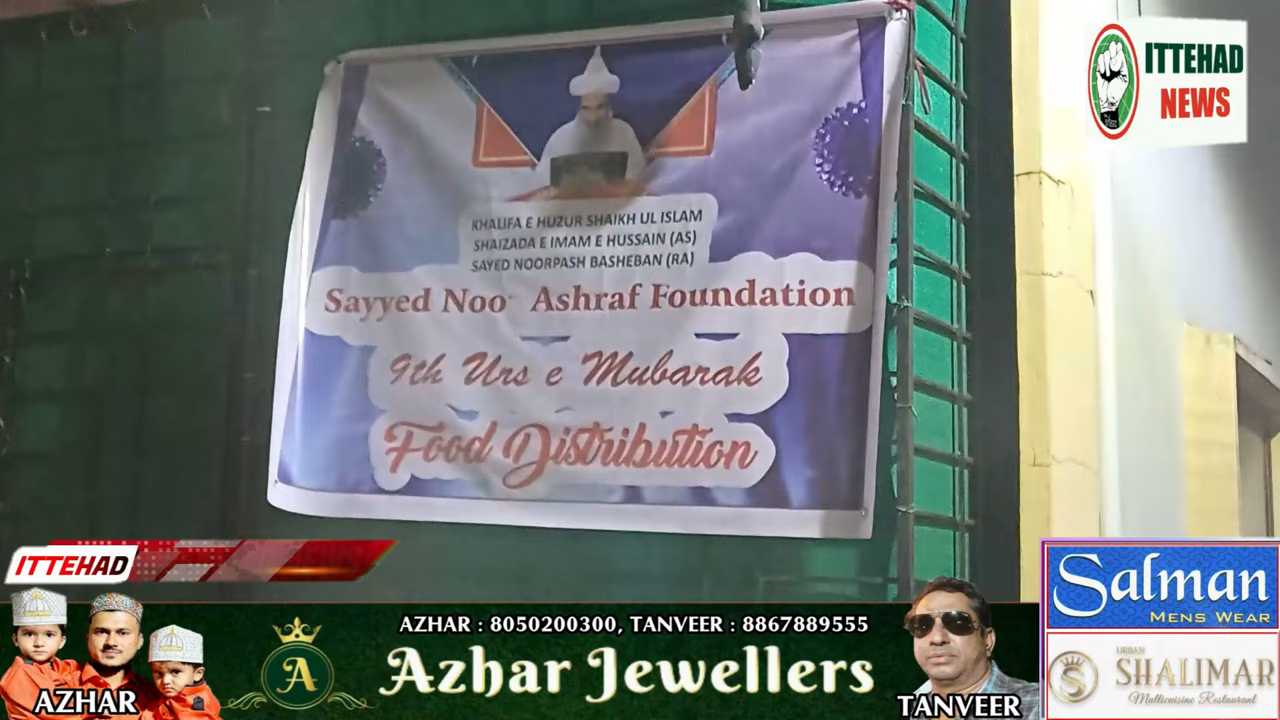 ITTEHAD
NEWS
KHALIFA E HUZUR SHAIKH UL ISLAM
SHAIZADA E IMAM E HUSSAIN (AS)
SAYED NOORPASH BASHEBAN (RA)
Sayyed Noo Ashraf Foundation
9th Urs e Mubarak
Food Distribution
ITTEHAD
AZHAR : 8050200300, TANVEER : 8867889555
A
Azhar Jewellers
AZHAR
TANVEER
Salman
MENS WEAR
URBAN
SHALIMAR
Multicuisine Restaurant